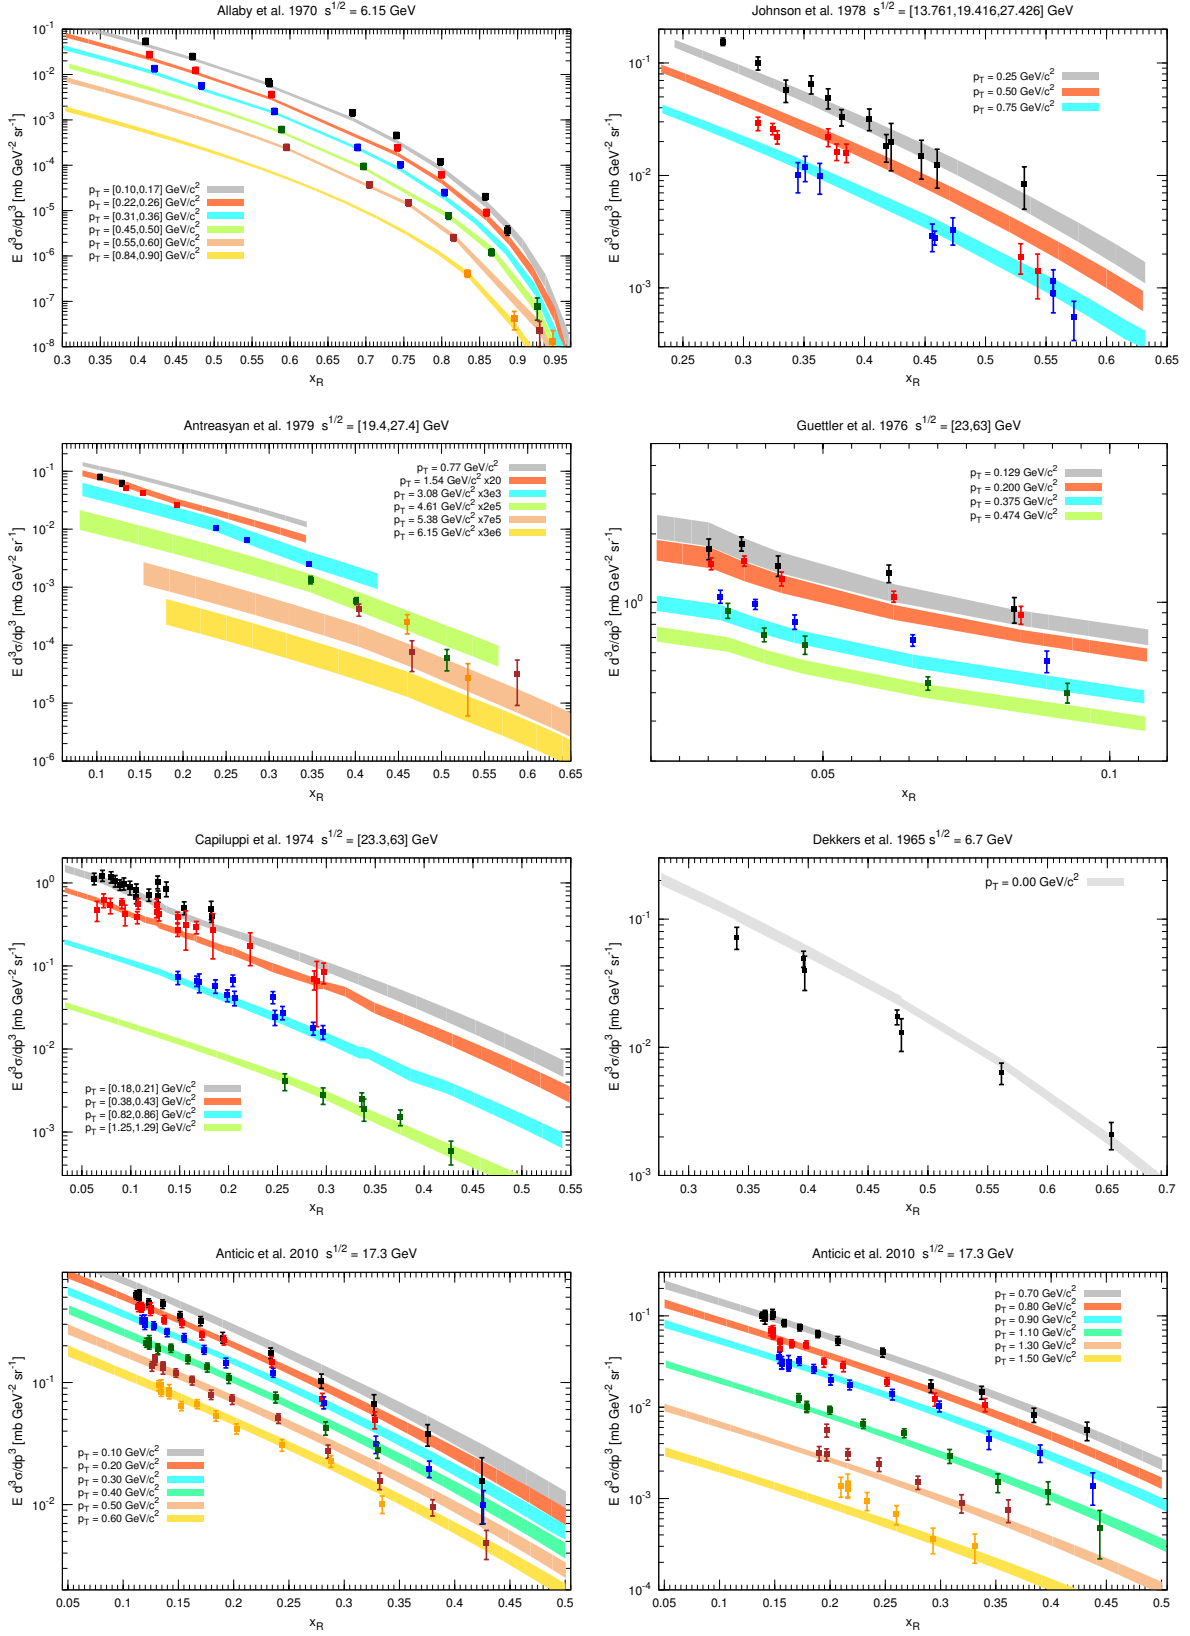 Allaby et al. 1970 s^1/2 = 6.15 GeV
E d^3σ/dp^3 [mb GeV^-2 sr^-1]
10^-1
10^-2
10^-3
10^-4
10^-5
10^-6
10^-7
10^-8
p_T = [0.10,0.17] GeV/c^2
p_T = [0.22,0.26] GeV/c^2
p_T = [0.31,0.36] GeV/c^2
p_T = [0.45,0.50] GeV/c^2
p_T = [0.55,0.60] GeV/c^2
p_T = [0.84,0.90] GeV/c^2
0.3 0.35 0.4 0.45 0.5 0.55 0.6 0.65 0.7 0.75 0.8 0.85 0.9 0.95
x_R
Johnson et al. 1978 s^1/2 = [13.761,19.416,27.426] GeV
E d^3σ/dp^3 [mb GeV^-2 sr^-1]
10^-1
10^-2
10^-3
p_T = 0.25 GeV/c^2
p_T = 0.50 GeV/c^2
p_T = 0.75 GeV/c^2
0.25 0.3 0.35 0.4 0.45 0.5 0.55 0.6 0.65
x_R
Antreasyan et al. 1979 s^1/2 = [19.4,27.4] GeV
E d^3σ/dp^3 [mb GeV^-2 sr^-1]
10^-1
10^-2
10^-3
10^-4
10^-5
10^-6
p_T = 0.77 GeV/c^2
p_T = 1.54 GeV/c^2 x20
p_T = 3.08 GeV/c^2 x3e3
p_T = 4.61 GeV/c^2 x2e5
p_T = 5.38 GeV/c^2 x7e5
p_T = 6.15 GeV/c^2 x3e6
0.1 0.15 0.2 0.25 0.3 0.35 0.4 0.45 0.5 0.55 0.6 0.65
x_R
Guettler et al. 1976 s^1/2 = [23,63] GeV
E d^3σ/dp^3 [mb GeV^-2 sr^-1]
10^0
p_T = 0.129 GeV/c^2
p_T = 0.200 GeV/c^2
p_T = 0.375 GeV/c^2
p_T = 0.474 GeV/c^2
0.05 0.1
x_R
Capiluppi et al. 1974 s^1/2 = [23.3,63] GeV
E d^3σ/dp^3 [mb GeV^-2 sr^-1]
10^0
10^-1
10^-2
10^-3
p_T = [0.18,0.21] GeV/c^2
p_T = [0.38,0.43] GeV/c^2
p_T = [0.82,0.86] GeV/c^2
p_T = [1.25,1.29] GeV/c^2
0.05 0.1 0.15 0.2 0.25 0.3 0.35 0.4 0.45 0.5 0.55
x_R
Dekkers et al. 1965 s^1/2 = 6.7 GeV
E d^3σ/dp^3 [mb GeV^-2 sr^-1]
10^-1
10^-2
10^-3
p_T = 0.00 GeV/c^2
0.3 0.35 0.4 0.45 0.5 0.55 0.6 0.65 0.7
x_R
Anticic et al. 2010 s^1/2 = 17.3 GeV
E d^3σ/dp^3 [mb GeV^-2 sr^-1]
10^0
10^-1
10^-2
p_T = 0.10 GeV/c^2
p_T = 0.20 GeV/c^2
p_T = 0.30 GeV/c^2
p_T = 0.40 GeV/c^2
p_T = 0.50 GeV/c^2
p_T = 0.60 GeV/c^2
0.05 0.1 0.15 0.2 0.25 0.3 0.35 0.4 0.45 0.5
x_R
Anticic et al. 2010 s^1/2 = 17.3 GeV
E d^3σ/dp^3 [mb GeV^-2 sr^-1]
10^-1
10^-2
10^-3
10^-4
p_T = 0.70 GeV/c^2
p_T = 0.80 GeV/c^2
p_T = 0.90 GeV/c^2
p_T = 1.10 GeV/c^2
p_T = 1.30 GeV/c^2
p_T = 1.50 GeV/c^2
0.05 0.1 0.15 0.2 0.25 0.3 0.35 0.4 0.45 0.5
x_R